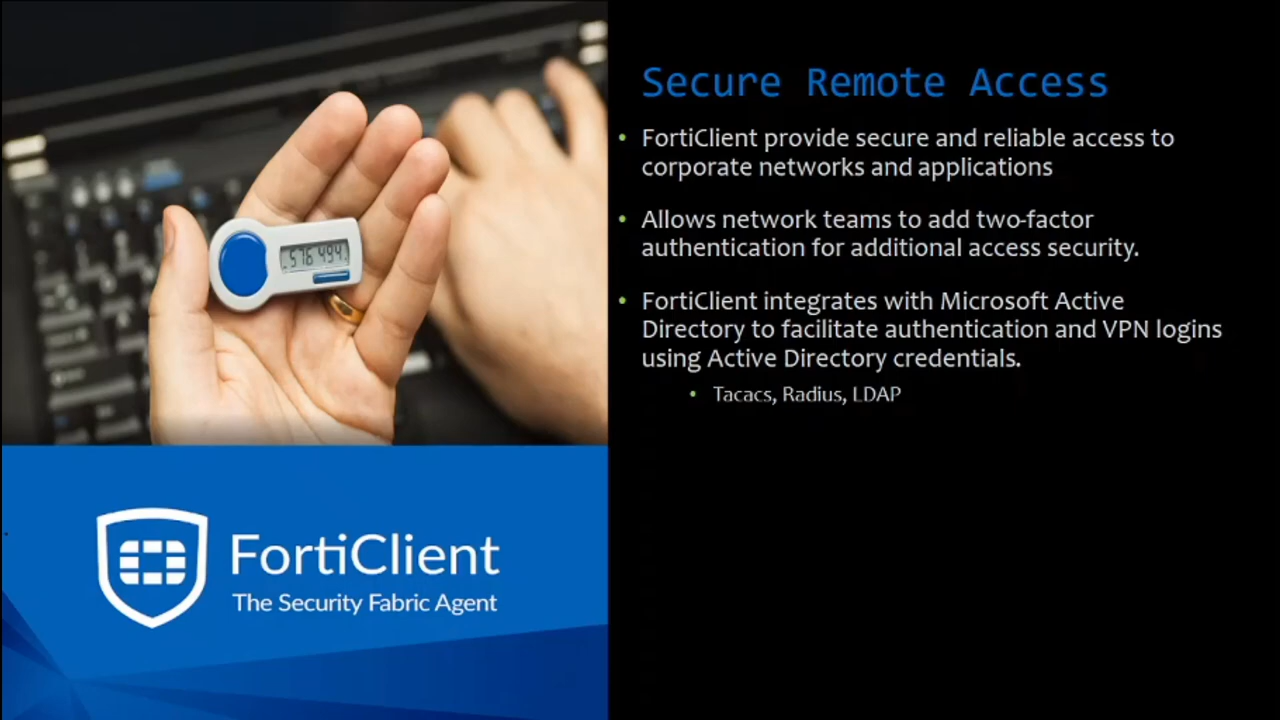 Secure Remote Access
• FortiClient provide secure and reliable access to
corporate networks and applications
• Allows network teams to add two-factor
authentication for additional access security.
• FortiClient integrates with Microsoft Active
Directory to facilitate authentication and VPN logins
using Active Directory credentials.
• Tacacs, Radius, LDAP
576 494
FortiClient
The Security Fabric Agent